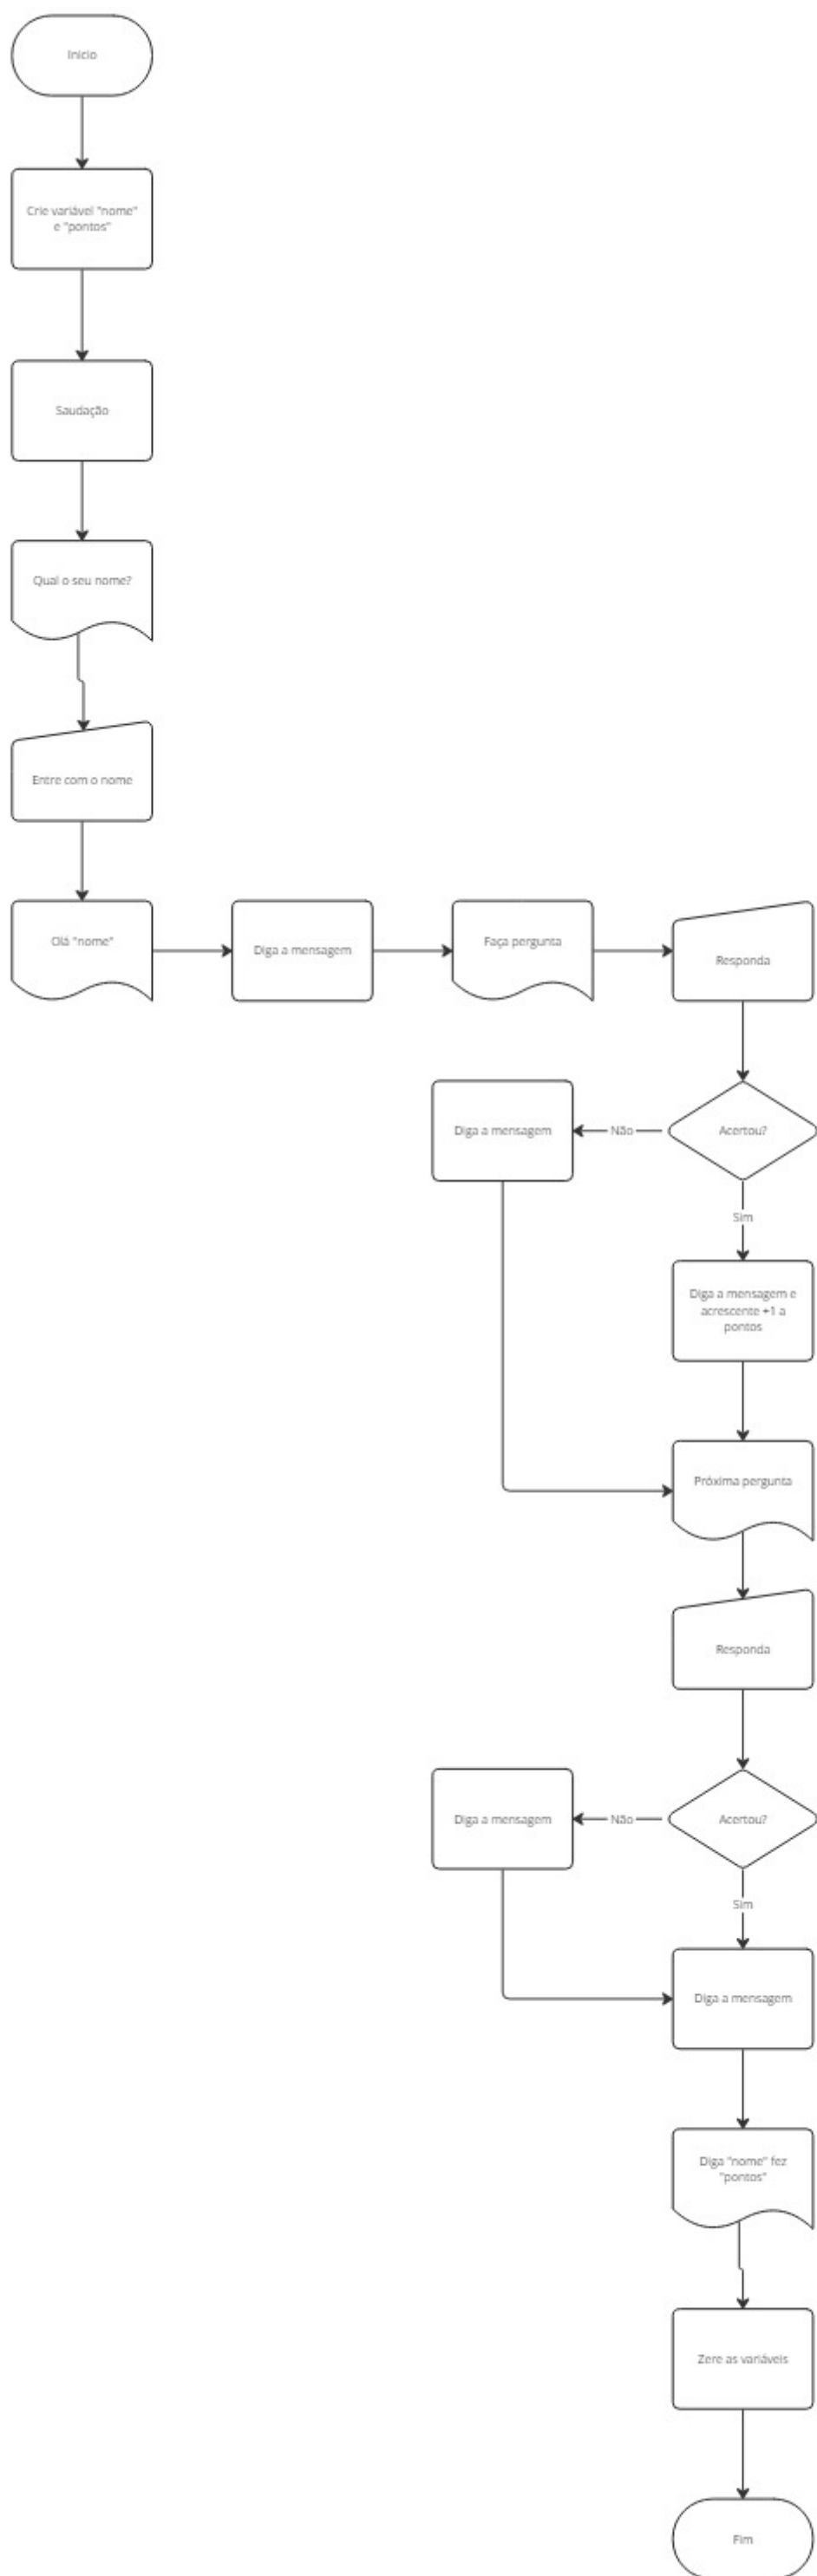 Inicio
Crie variável "nome"
e "pontos"
Saudação
Qual o seu nome?
Entre com o nome
Olá "nome"
Diga a mensagem
Faça pergunta
Responda
Diga a mensagem
Não
Acertou?
Sim
Diga a mensagem e
acrescente +1 a
pontos
Próxima pergunta
Responda
Diga a mensagem
Não
Acertou?
Sim
Diga a mensagem
Diga "nome" fez
"pontos"
Zere as variáveis
Fim